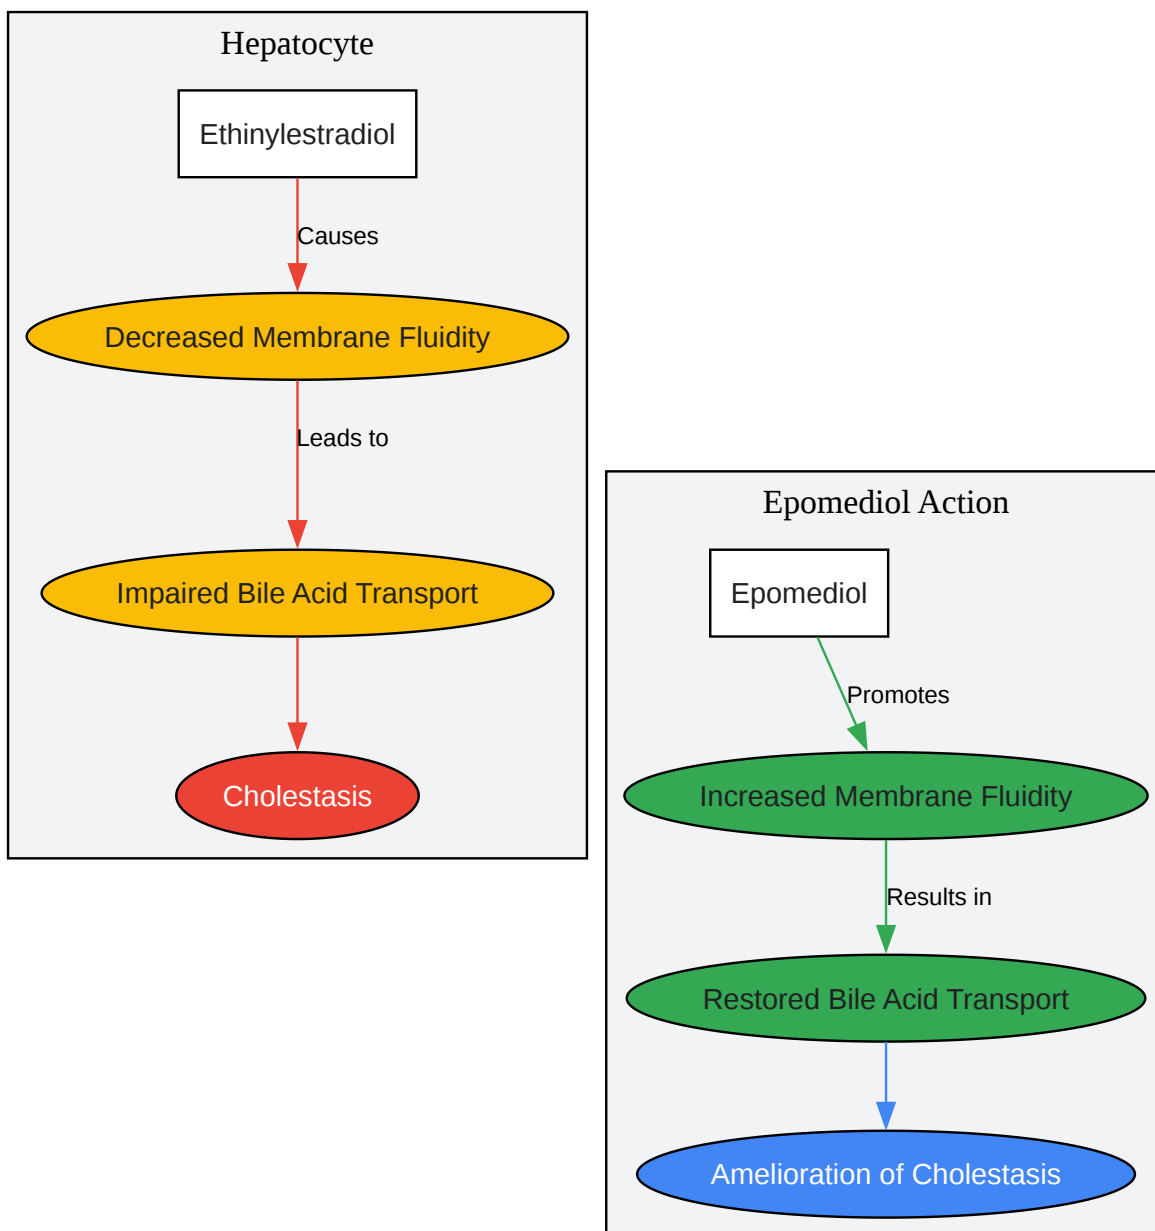 Hepatocyte
Ethinylestradiol
Causes
Decreased Membrane Fluidity
Leads to
Impaired Bile Acid Transport
Cholestasis
Epomediol Action
Epomediol
Promotes
Increased Membrane Fluidity
Results in
Restored Bile Acid Transport
Amelioration of Cholestasis